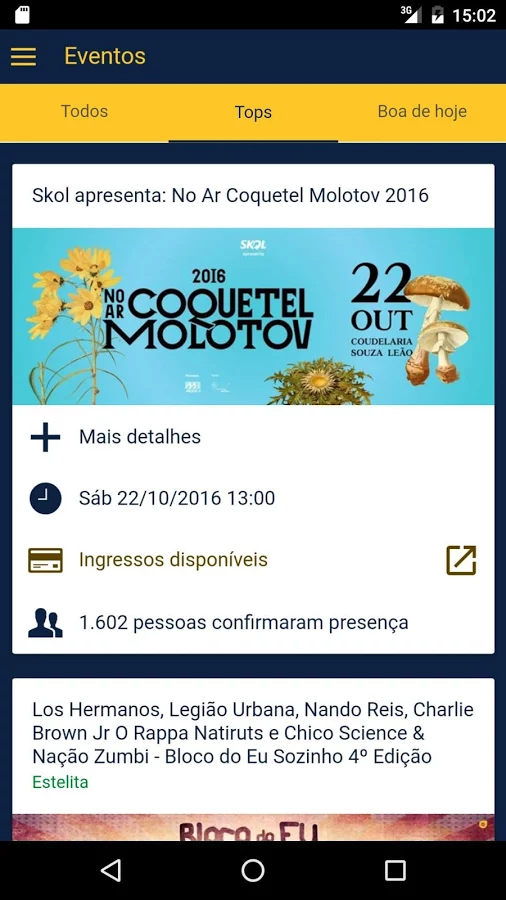 3G 15:02
Eventos
Todos Tops Boa de hoje
Skol apresenta: No Ar Coquetel Molotov 2016
SKOL
apresenta
2016
NO AR COQUETEL MOLOTOV
22
OUT
COUDELARIA
SOUZA LEÃO
Mais detalhes
Sáb 22/10/2016 13:00
Ingressos disponíveis
1.602 pessoas confirmaram presença
Los Hermanos, Legião Urbana, Nando Reis, Charlie
Brown Jr O Rappa Natiruts e Chico Science &
Nação Zumbi - Bloco do Eu Sozinho 4º Edição
Estelita
Bloco do Eu